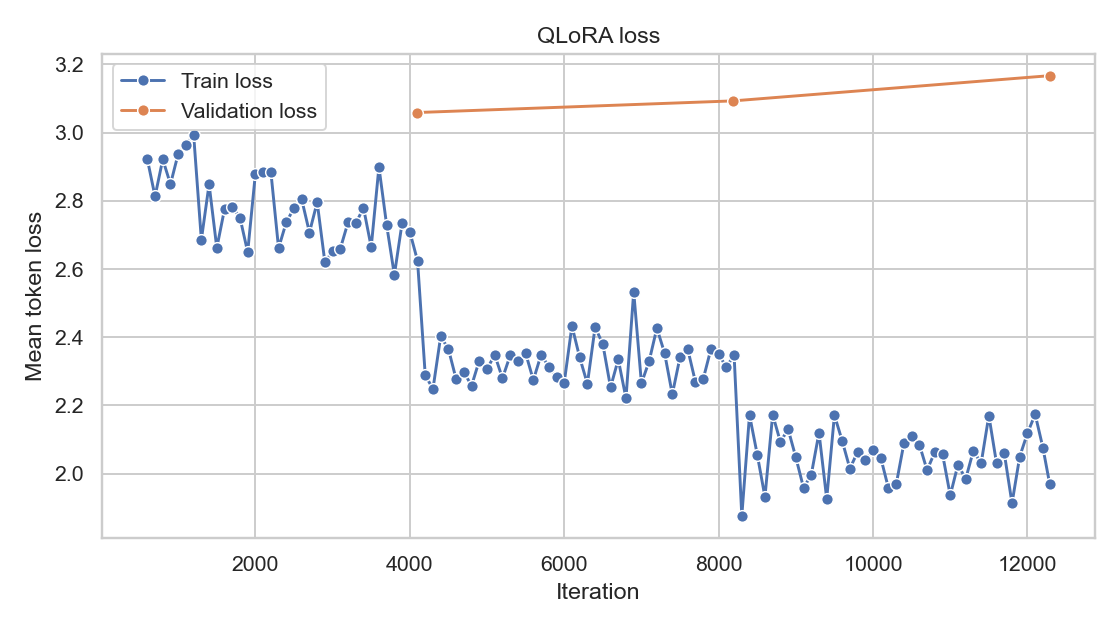 QLoRA loss
Train loss
Validation loss
Mean token loss
3.2
3.0
2.8
2.6
2.4
2.2
2.0
2000 4000 6000 8000 10000 12000
Iteration